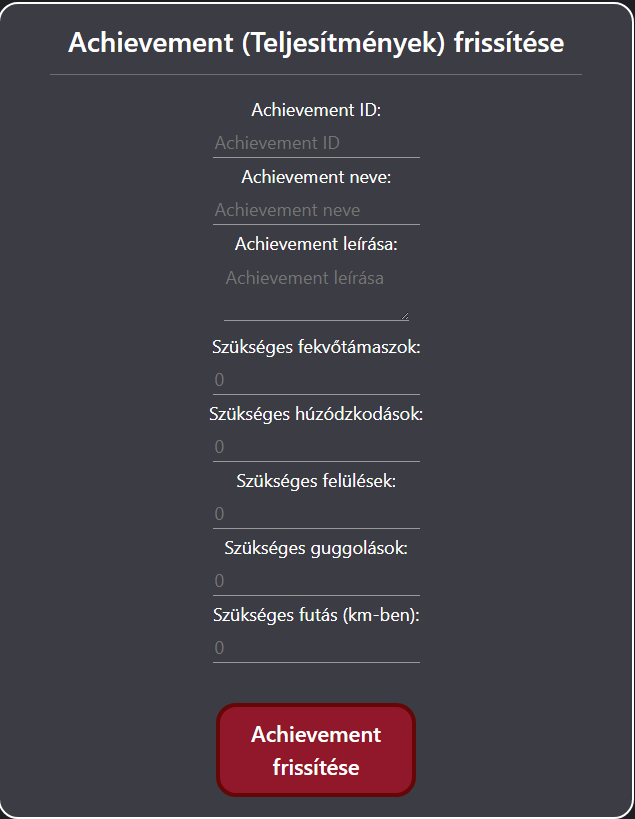 Achievement (Teljesítmények) frissítése
Achievement ID:
Achievement ID
Achievement neve:
Achievement neve
Achievement leírása:
Achievement leírása
Szükséges fekvőtámaszok:
0
Szükséges húzódzkodások:
0
Szükséges felülések:
0
Szükséges guggolások:
0
Szükséges futás (km-ben):
0
Achievement
frissítése